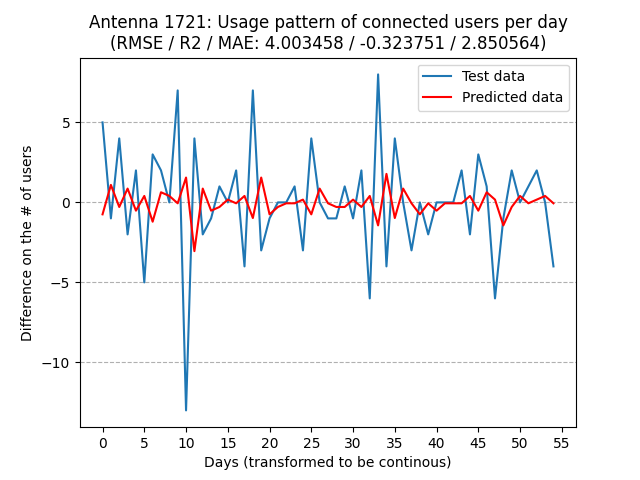 Antenna 1721: Usage pattern of connected users per day
(RMSE / R2 / MAE: 4.003458 / -0.323751 / 2.850564)
Test data
Predicted data
Difference on the # of users
5
0
−5
−10
0 5 10 15 20 25 30 35 40 45 50 55
Days (transformed to be continous)